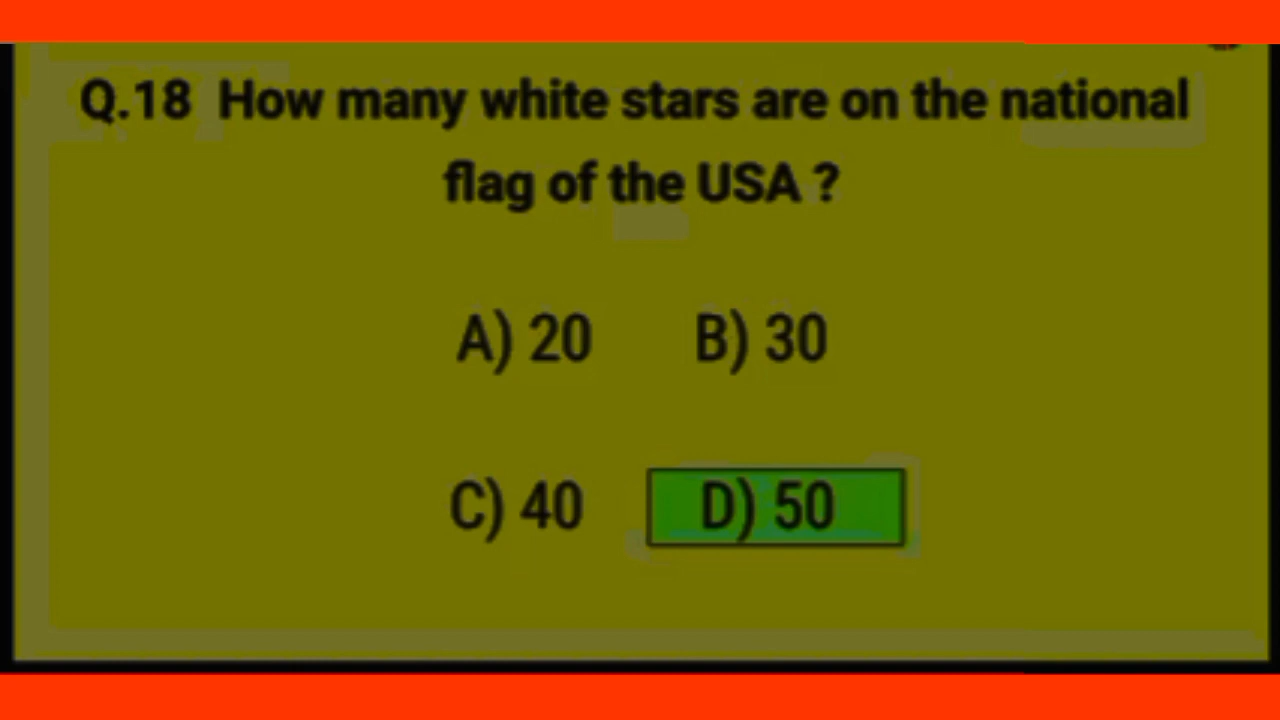 Q.18 How many white stars are on the national
flag of the USA ?
A) 20 B) 30
C) 40 D) 50